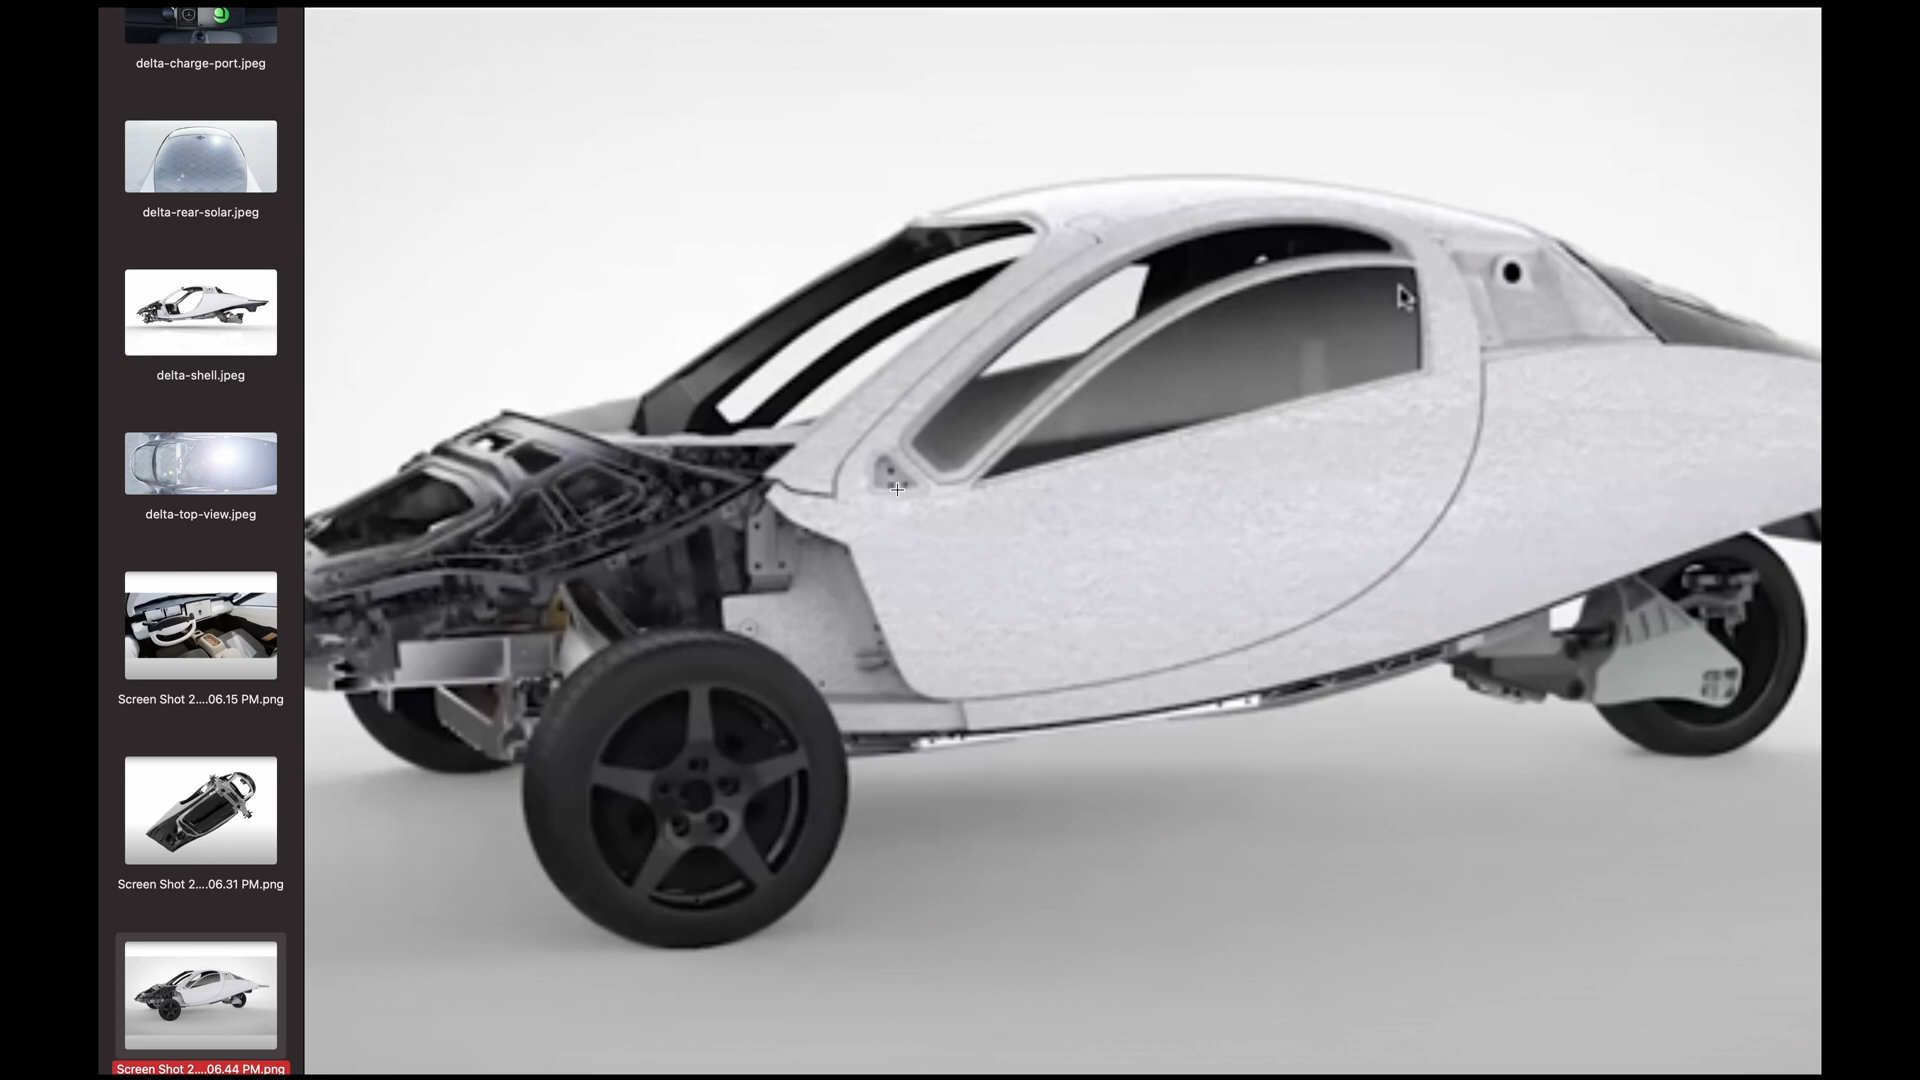 delta-charge-port.jpeg
delta-rear-solar.jpeg
delta-shell.jpeg
delta-top-view.jpeg
Screen Shot 2....06.15 PM.png
Screen Shot 2....06.31 PM.png
Screen Shot 2....06.44 PM.png